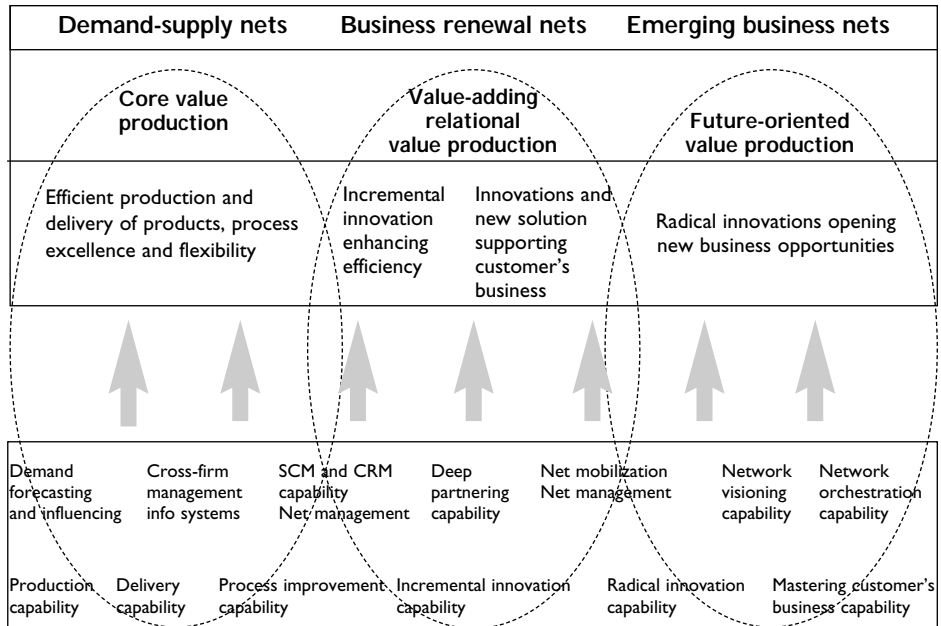 Demand-supply nets
Business renewal nets
Emerging business nets
Core value
production
Value-adding
relational
value production
Future-oriented
value production
Efficient production and
delivery of products, process
excellence and flexibility
Incremental
innovation
enhancing
efficiency
Innovations and
new solution
supporting
customer's
business
Radical innovations opening
new business opportunities
Demand
forecasting
and influencing
Cross-firm
management
info systems
SCM and CRM
capability
Net management
Deep
partnering
capability
Net mobilization
Net management
Network
visioning
capability
Network
orchestration
capability
Production
capability
Delivery
capability
Process improvement
capability
Incremental innovation
capability
Radical innovation
capability
Mastering customer's
business capability